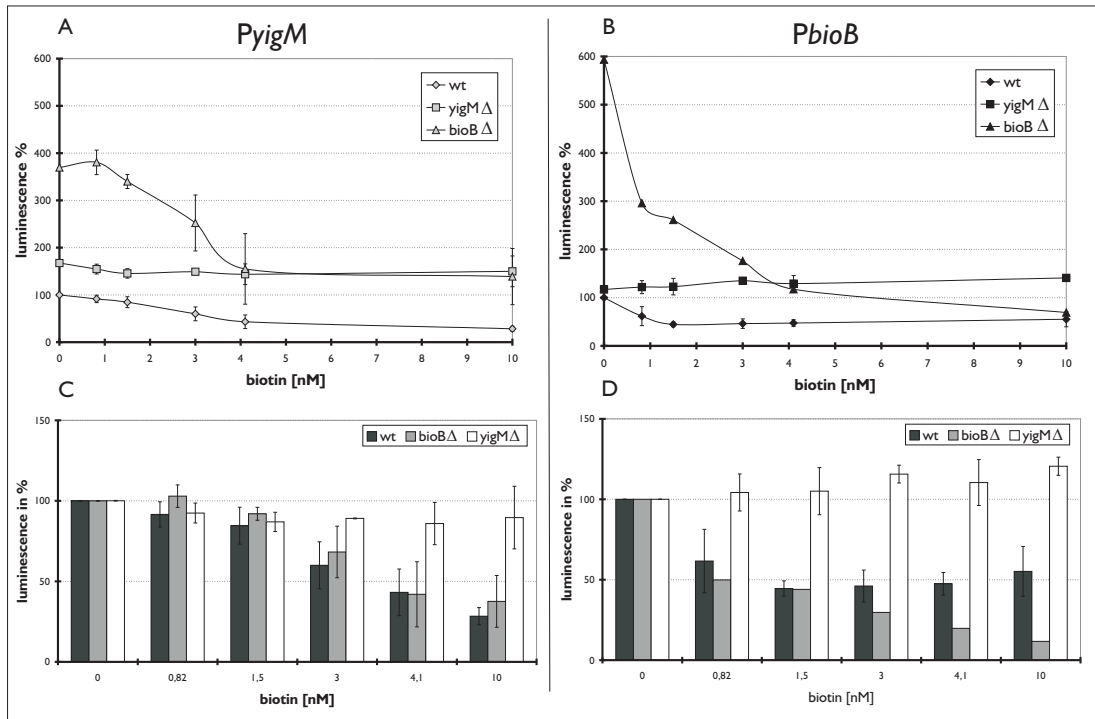 A
PyigM
600
500
400
300
200
100
0
luminescence %
wt
yigM Δ
bioB Δ
0 1 2 3 4 5 6 7 8 9 10
biotin [nM]
B
PbioB
600
500
400
300
200
100
0
luminescence %
wt
yigM Δ
bioB Δ
0 1 2 3 4 5 6 7 8 9 10
biotin [nM]
C
150
100
50
0
luminescence in %
wt bioBΔ yigMΔ
0 0,82 1,5 3 4,1 10
biotin [nM]
D
150
100
50
0
luminescence in %
wt bioBΔ yigMΔ
0 0,82 1,5 3 4,1 10
biotin [nM]